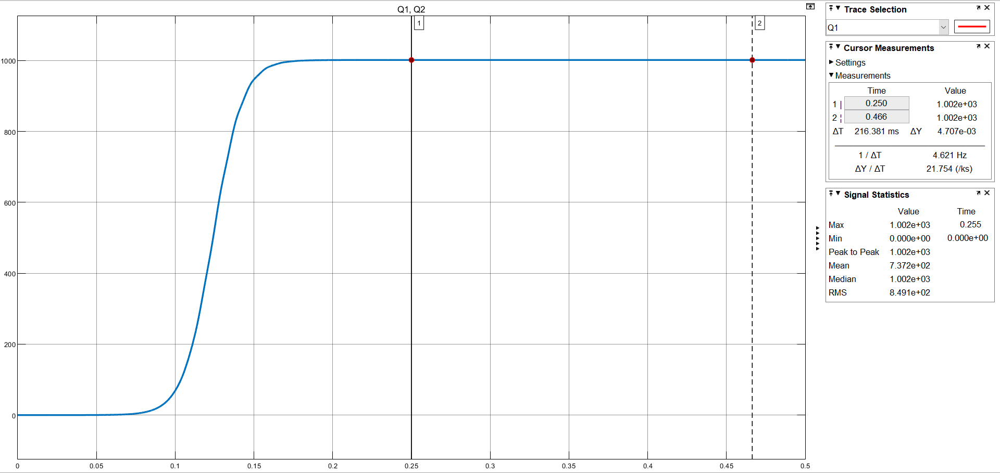 Q1, Q2
1
2
1000
800
600
400
200
0
0 0.05 0.1 0.15 0.2 0.25 0.3 0.35 0.4 0.45 0.5
Trace Selection
Q1
Cursor Measurements
Settings
Measurements
Time Value
1 | 0.250 1.002e+03
2 ¦ 0.466 1.002e+03
ΔT 216.381 ms ΔY 4.707e-03
1 / ΔT 4.621 Hz
ΔY / ΔT 21.754 (/ks)
Signal Statistics
Value Time
Max 1.002e+03 0.255
Min 0.000e+00 0.000e+00
Peak to Peak 1.002e+03
Mean 7.372e+02
Median 1.002e+03
RMS 8.491e+02